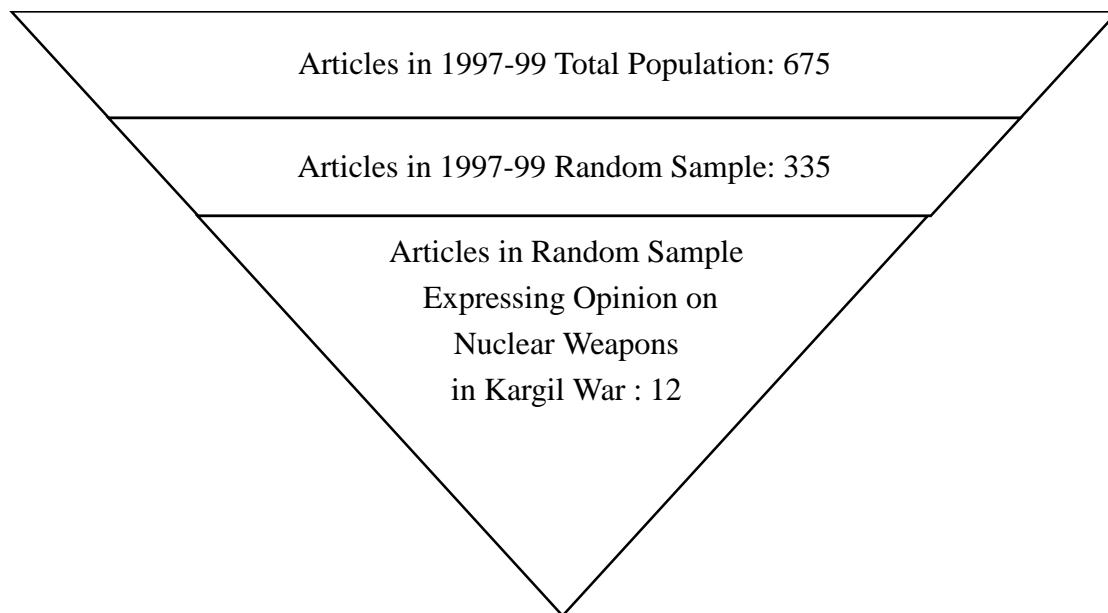 Articles in 1997-99 Total Population: 675
Articles in 1997-99 Random Sample: 335
Articles in Random Sample
Expressing Opinion on
Nuclear Weapons
in Kargil War : 12